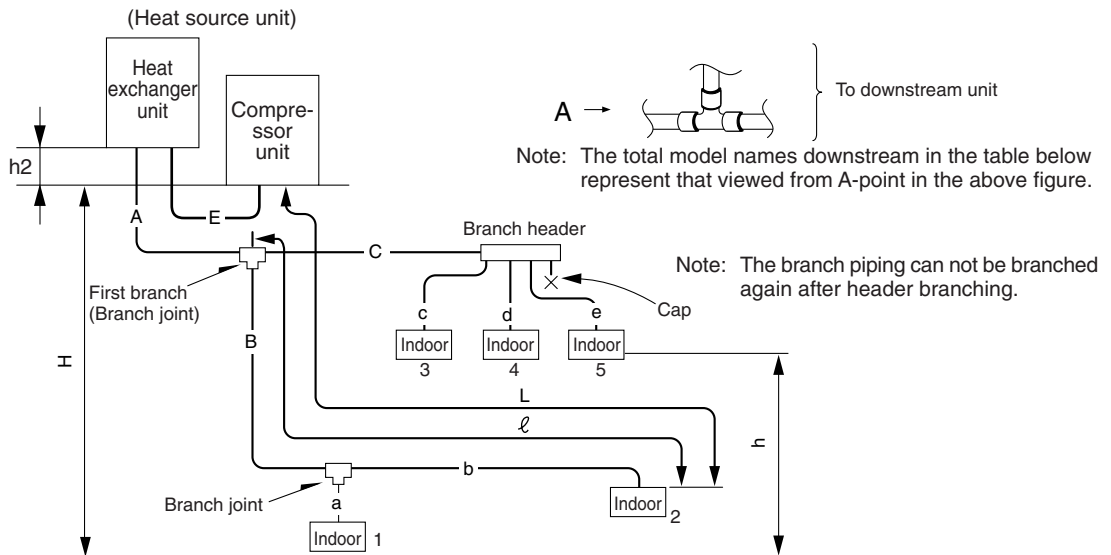 (Heat source unit)
Heat
exchanger
unit
Compre-
ssor
unit
h2
A
E
C
H
First branch
(Branch joint)
B
Branch header
c
d
e
Cap
Indoor
3
Indoor
4
Indoor
5
L
ℓ
h
b
Branch joint
a
Indoor
1
Indoor
2
A
To downstream unit
Note: The total model names downstream in the table below
represent that viewed from A-point in the above figure.
Note: The branch piping can not be branched
again after header branching.